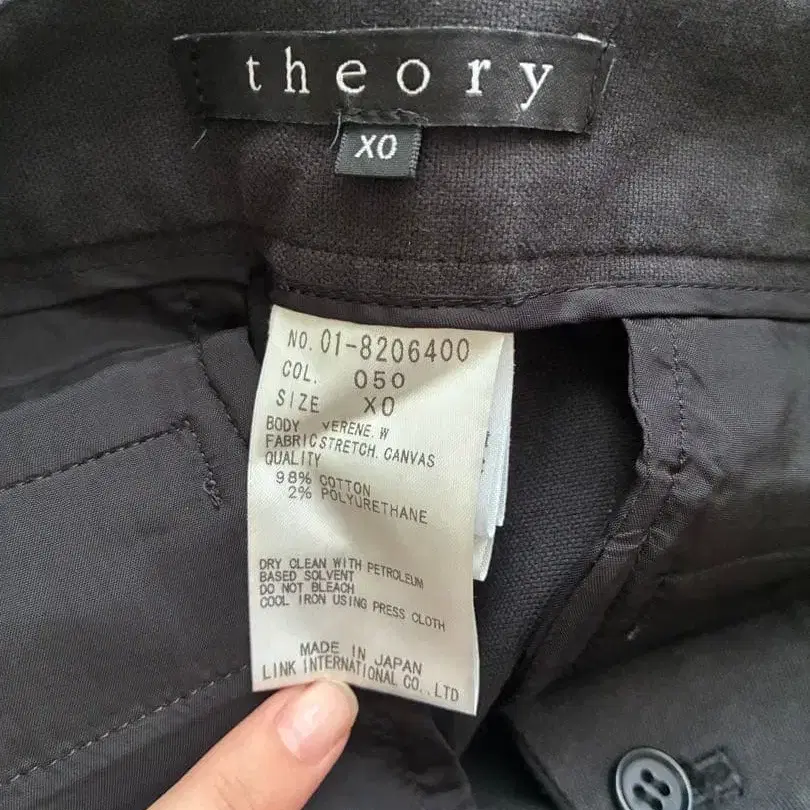 theory
XO
NO. 01-8206400
COL. 050
SIZE XO
BODY VERENE. W
FABRIC STRETCH. CANVAS
QUALITY
98% COTTON
2% POLYURETHANE
DRY CLEAN WITH PETROLEUM
BASED SOLVENT
DO NOT BLEACH
COOL IRON USING PRESS CLOTH
MADE IN JAPAN
LINK INTERNATIONAL CO., LTD